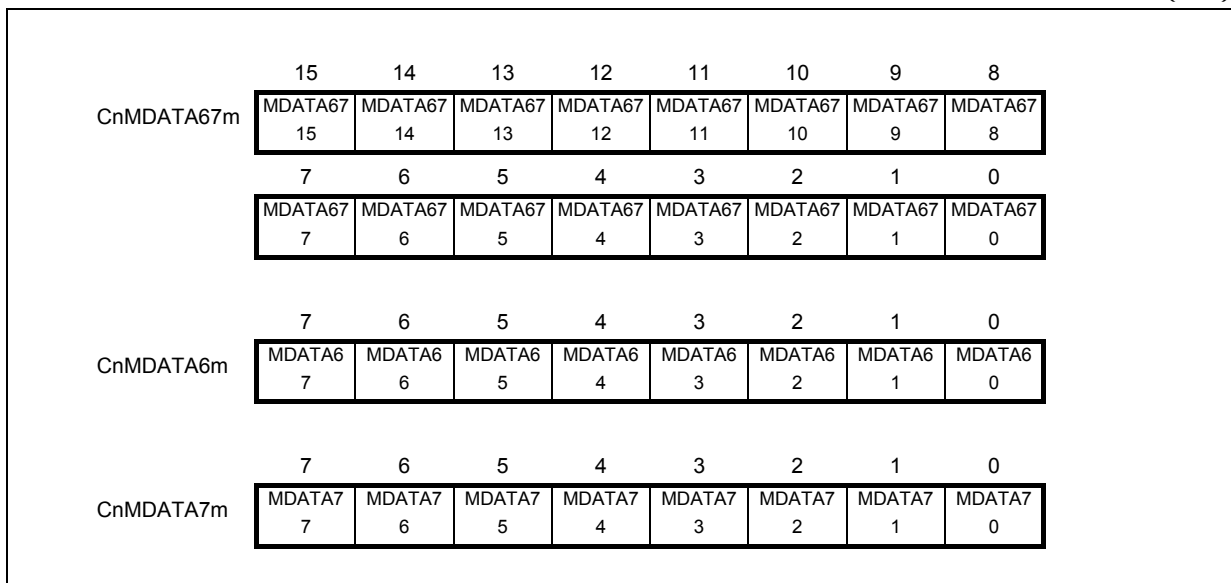 15 14 13 12 11 10 9 8
CnMDATA67m MDATA67 MDATA67 MDATA67 MDATA67 MDATA67 MDATA67 MDATA67 MDATA67
15 14 13 12 11 10 9 8
7 6 5 4 3 2 1 0
MDATA67 MDATA67 MDATA67 MDATA67 MDATA67 MDATA67 MDATA67 MDATA67
7 6 5 4 3 2 1 0
7 6 5 4 3 2 1 0
CnMDATA6m MDATA6 MDATA6 MDATA6 MDATA6 MDATA6 MDATA6 MDATA6 MDATA6
7 6 5 4 3 2 1 0
7 6 5 4 3 2 1 0
CnMDATA7m MDATA7 MDATA7 MDATA7 MDATA7 MDATA7 MDATA7 MDATA7 MDATA7
7 6 5 4 3 2 1 0